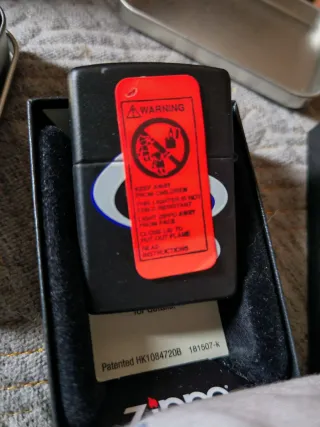 WARNING
KEEP AWAY
FROM CHILDREN
THIS LIGHTER IS NOT
CHILD RESISTANT
LIGHT ZIPPO AWAY
FROM FACE
CLOSE LID TO
PUT OUT FLAME
READ
INSTRUCTIONS
Patented HK1084720B 181507-k
Zippo